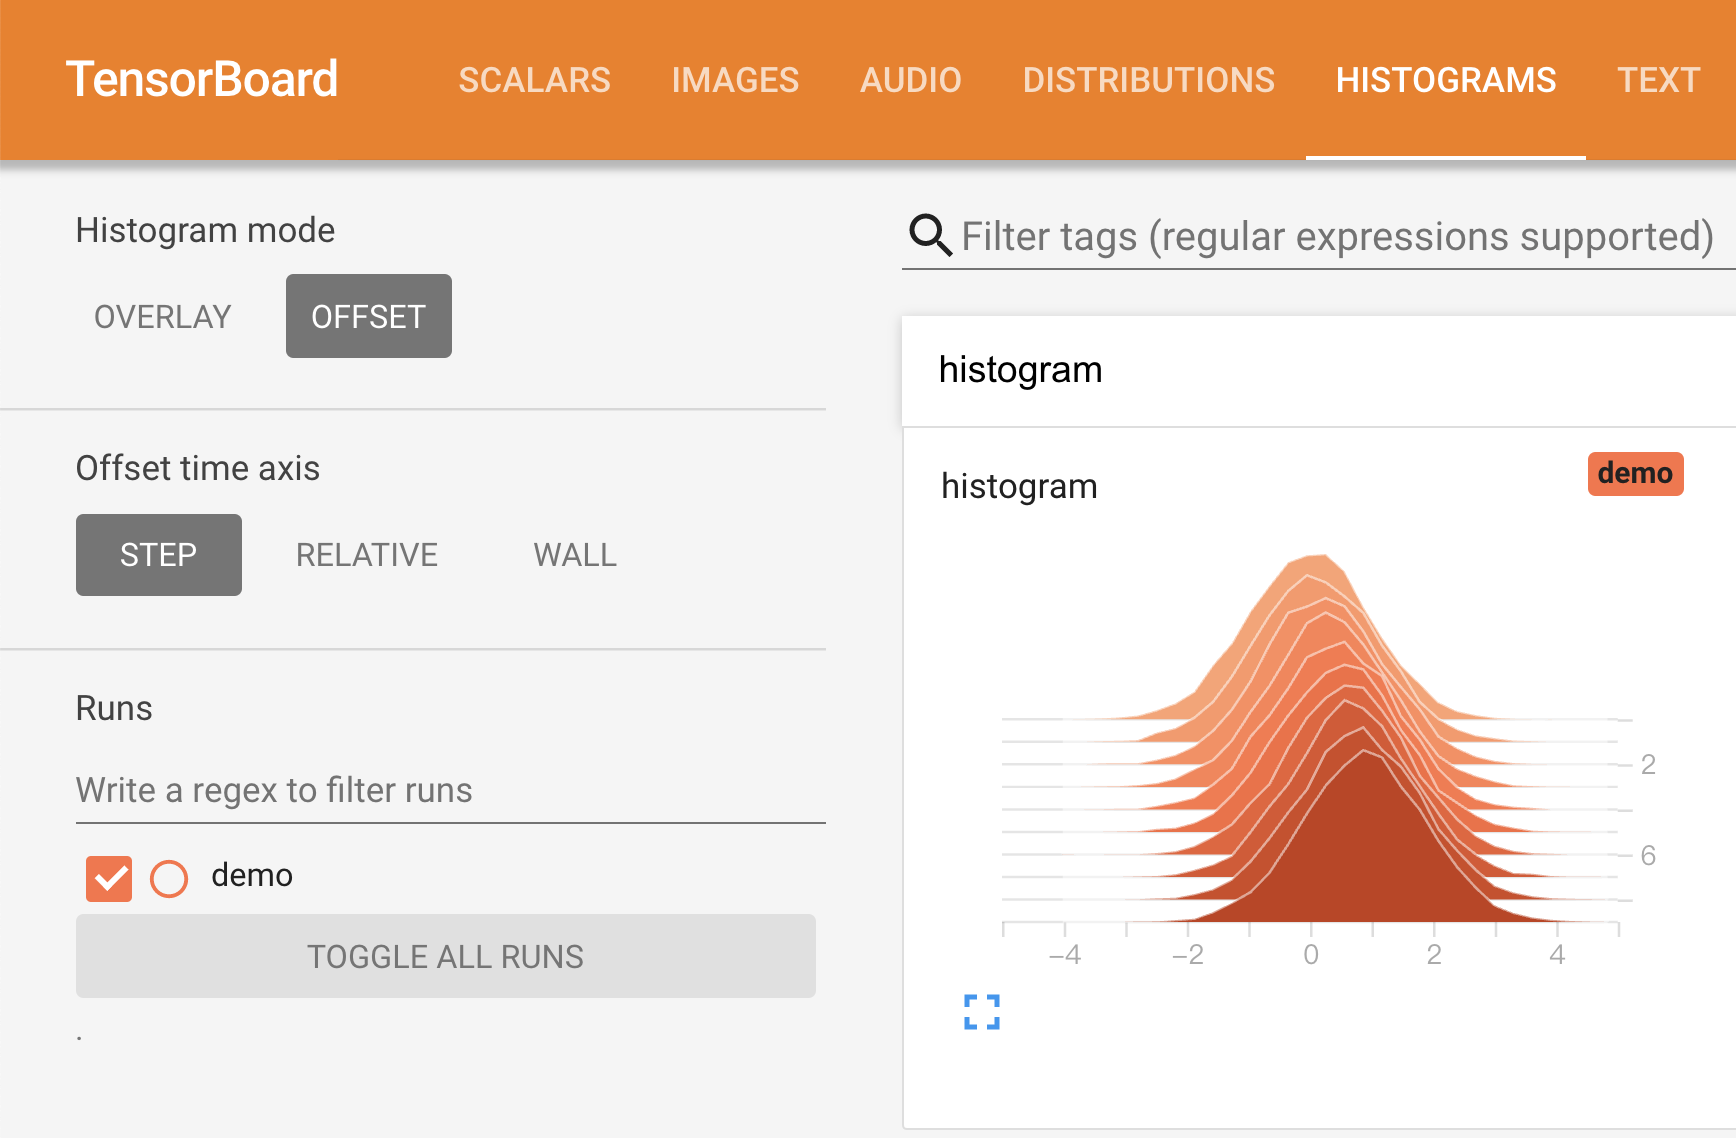 TensorBoard SCALARS IMAGES AUDIO DISTRIBUTIONS HISTOGRAMS TEXT
Histogram mode
OVERLAY OFFSET
Offset time axis
STEP RELATIVE WALL
Runs
Write a regex to filter runs
demo
TOGGLE ALL RUNS
.
Filter tags (regular expressions supported)
histogram
histogram demo
2
6
−4 −2 0 2 4